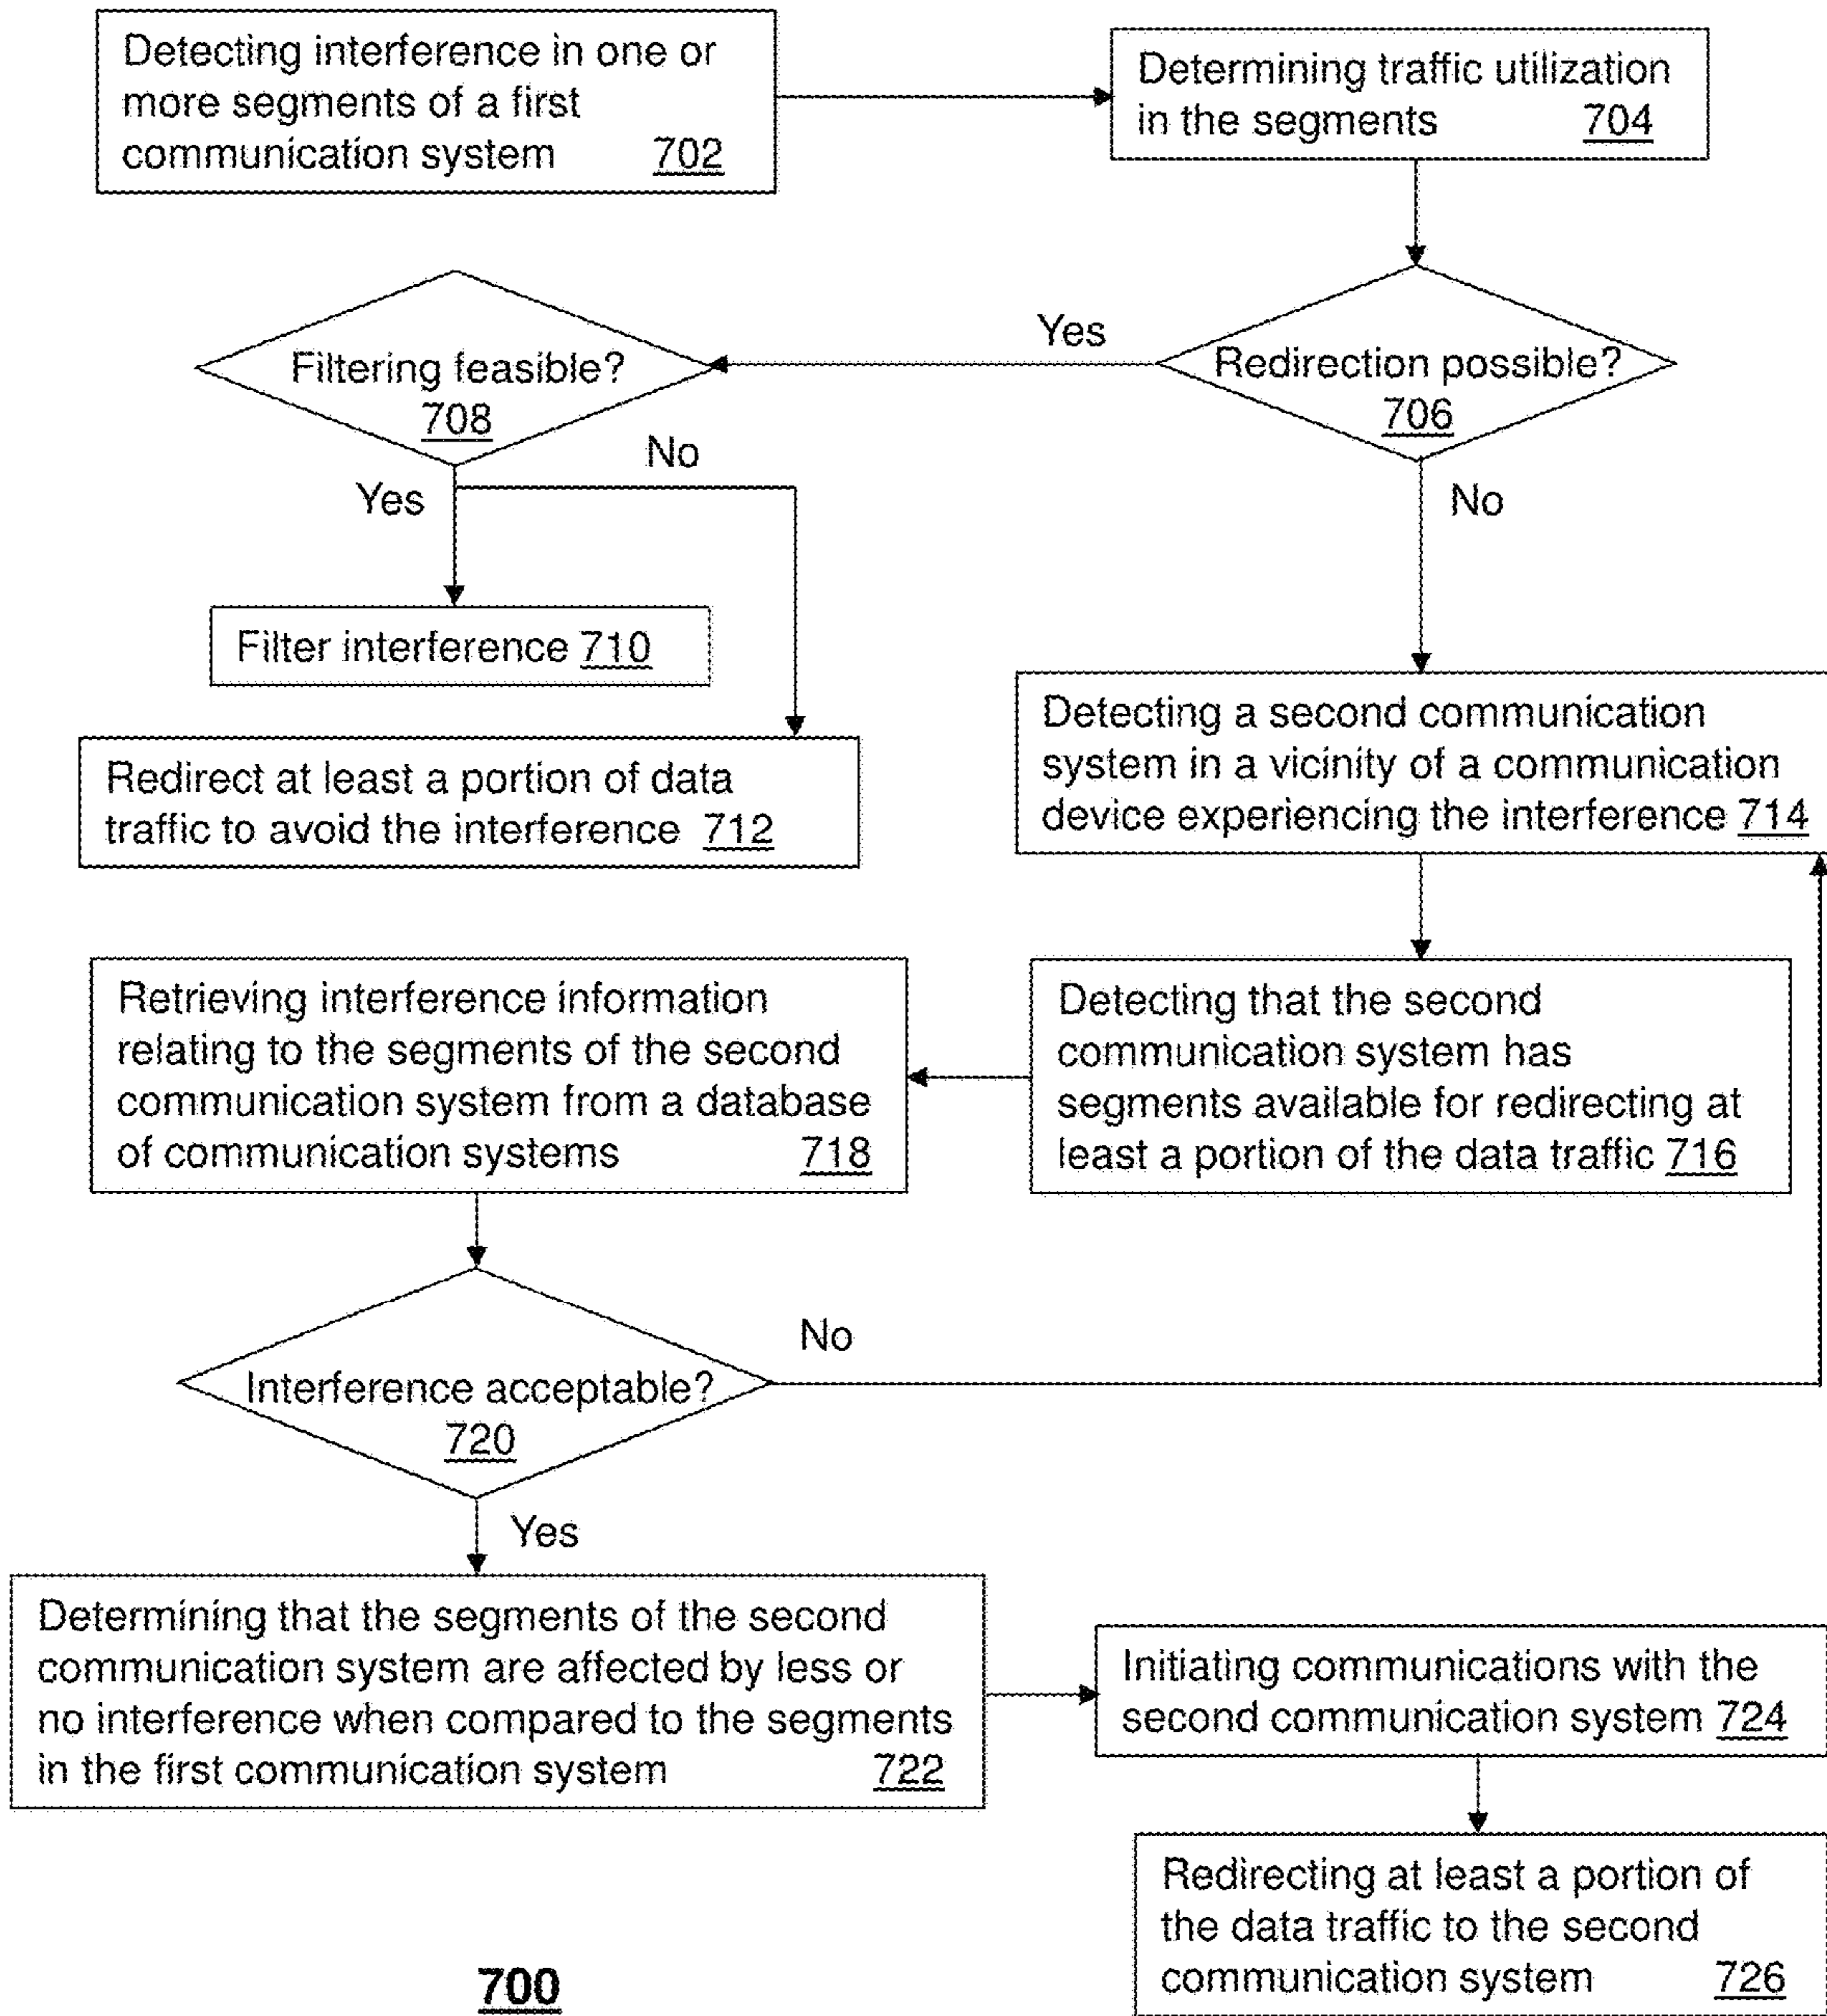 Detecting interference in one or
more segments of a first
communication system 702
Determining traffic utilization
in the segments 704
Redirection possible?
706
Yes
No
Filtering feasible?
708
Yes
No
Filter interference 710
Redirect at least a portion of data
traffic to avoid the interference 712
Detecting a second communication
system in a vicinity of a communication
device experiencing the interference 714
Detecting that the second
communication system has
segments available for redirecting at
least a portion of the data traffic 716
Retrieving interference information
relating to the segments of the second
communication system from a database
of communication systems 718
Interference acceptable?
720
No
Yes
Determining that the segments of the second
communication system are affected by less or
no interference when compared to the segments
in the first communication system 722
Initiating communications with the
second communication system 724
Redirecting at least a portion of
the data traffic to the second
communication system 726
700